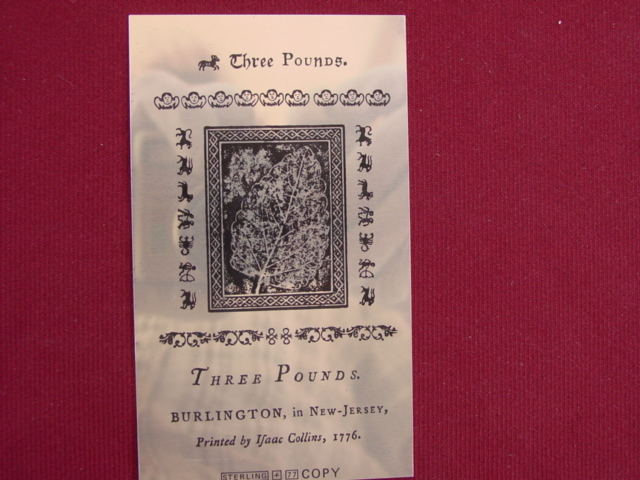 Three Pounds.
Three Pounds.
BURLINGTON, in New-Jersey,
Printed by Isaac Collins, 1776.
STERLING + 77 COPY